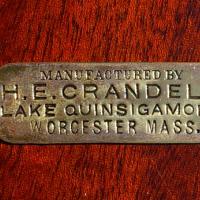 MANUFACTURED BY
H. E. CRANDEL
LAKE QUINSIGAMO
WORCESTER MASS.